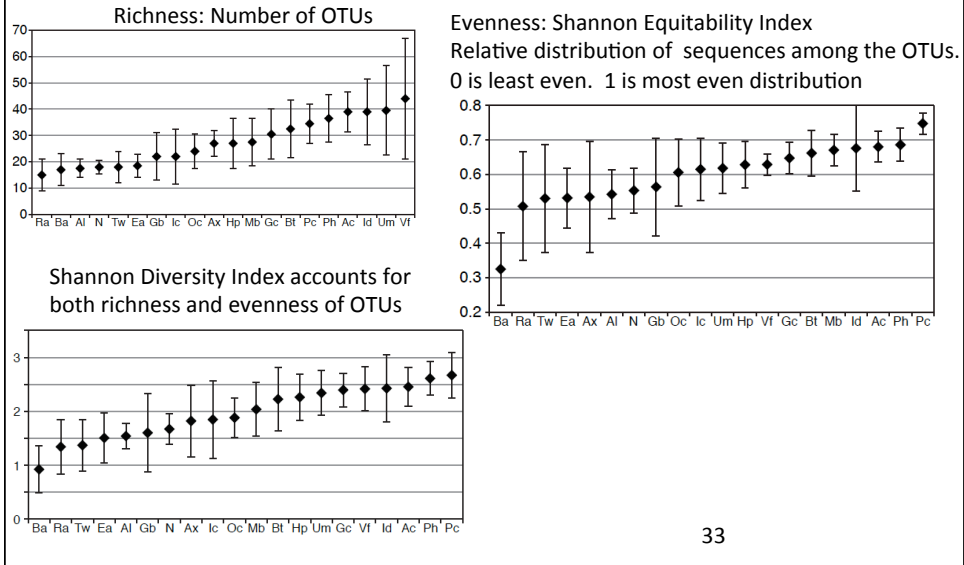 Richness: Number of OTUs
70
60
50
40
30
20
10
0
Ra Ba Al N Tw Ea Gb Ic Oc Ax Hp Mb Gc Bt Pc Ph Ac Id Um Vf
Evenness: Shannon Equitability Index
Relative distribution of sequences among the OTUs.
0 is least even. 1 is most even distribution
0.8
0.7
0.6
0.5
0.4
0.3
0.2
Ba Ra Tw Ea Ax Al N Gb Oc Ic Um Hp Vf Gc Bt Mb Id Ac Ph Pc
Shannon Diversity Index accounts for
both richness and evenness of OTUs
3
2
1
0
Ba Ra Tw Ea Al Gb N Ax Ic Oc Mb Bt Hp Um Gc Vf Id Ac Ph Pc
33